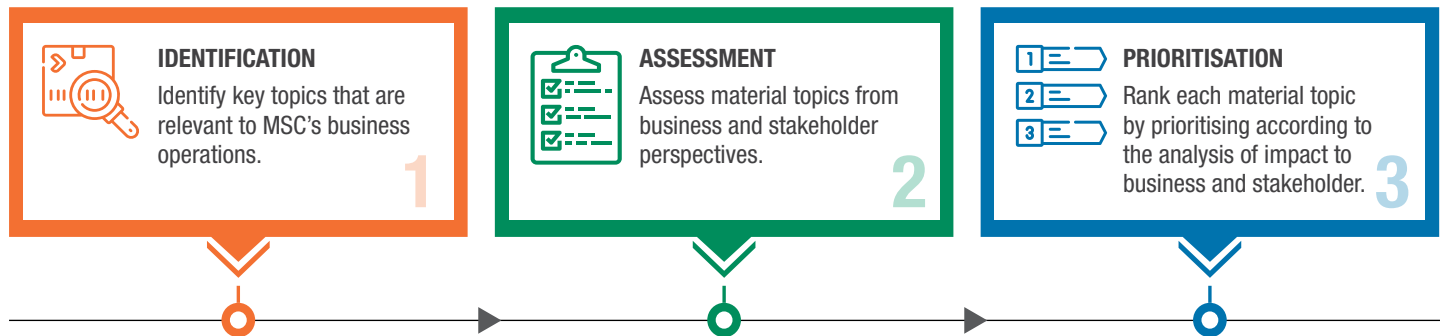 IDENTIFICATION
Identify key topics that are
relevant to MSC’s business
operations.
1
ASSESSMENT
Assess material topics from
business and stakeholder
perspectives.
2
1
2
3
PRIORITISATION
Rank each material topic
by prioritising according to
the analysis of impact to
business and stakeholder.
3